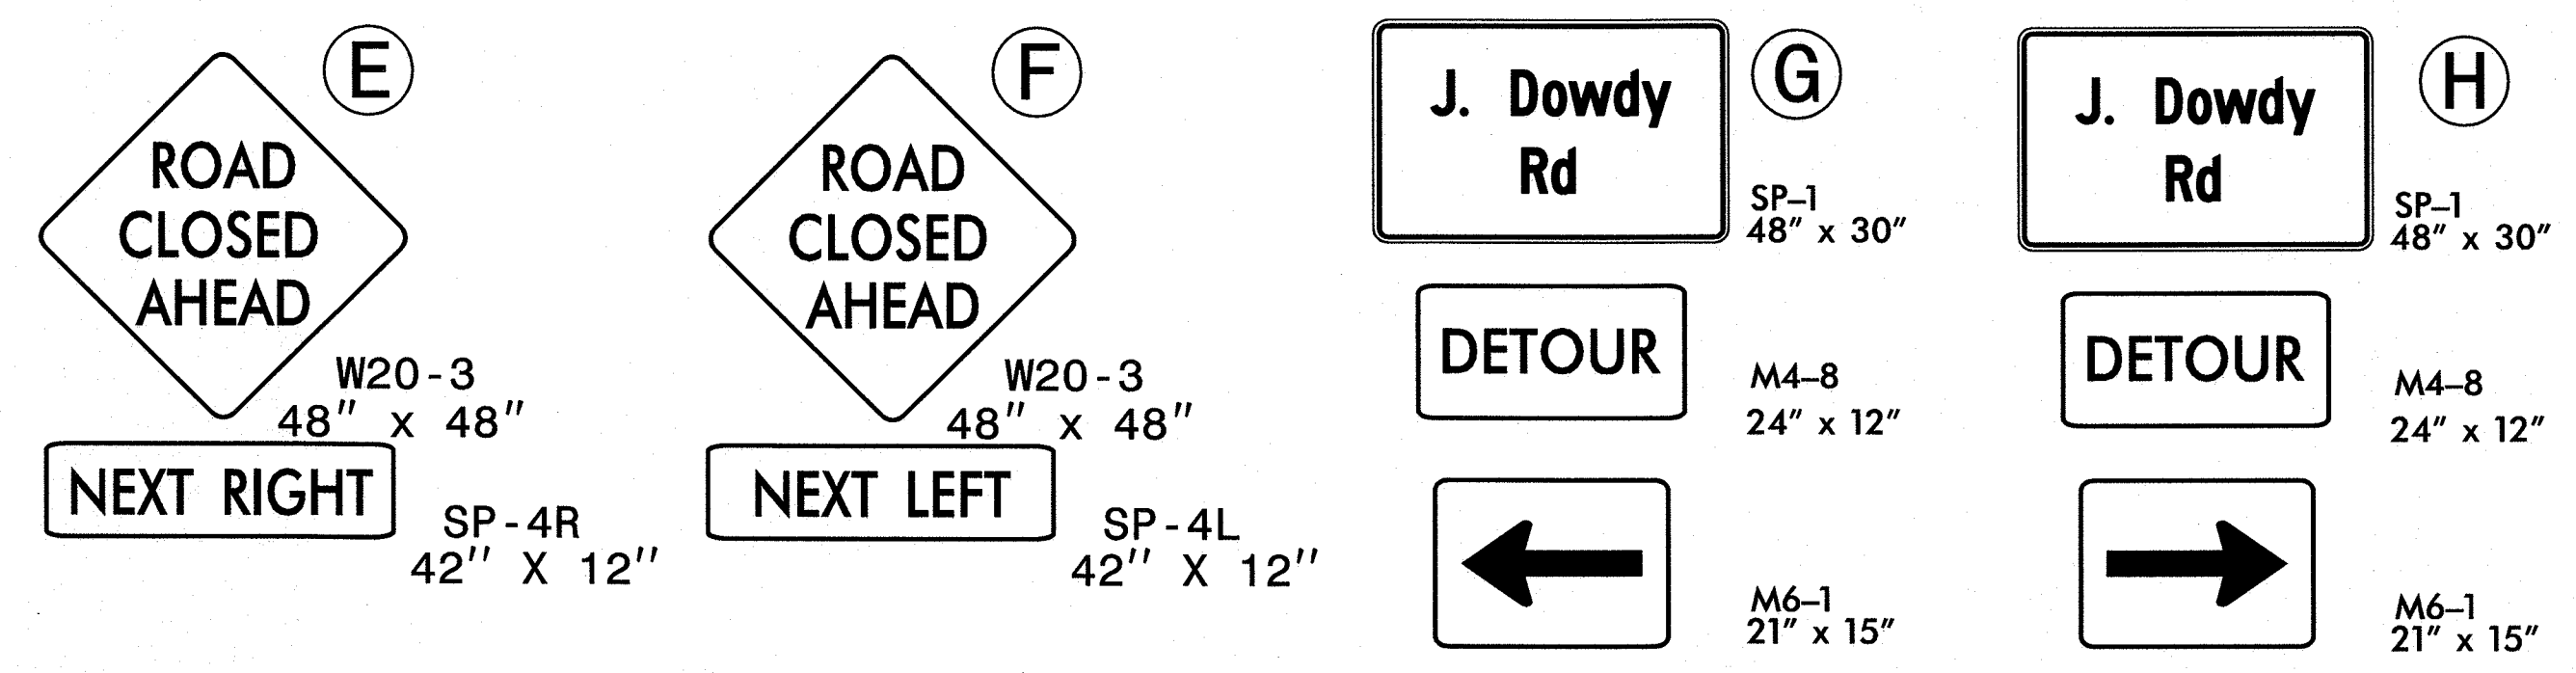 E
ROAD
CLOSED
AHEAD
W20-3
48" x 48"
NEXT RIGHT
SP-4R
42" X 12"
F
ROAD
CLOSED
AHEAD
W20-3
48" x 48"
NEXT LEFT
SP-4L
42" X 12"
G
J. Dowdy
Rd
SP-1
48" x 30"
DETOUR
M4-8
24" x 12"
M6-1
21" x 15"
H
J. Dowdy
Rd
SP-1
48" x 30"
DETOUR
M4-8
24" x 12"
M6-1
21" x 15"